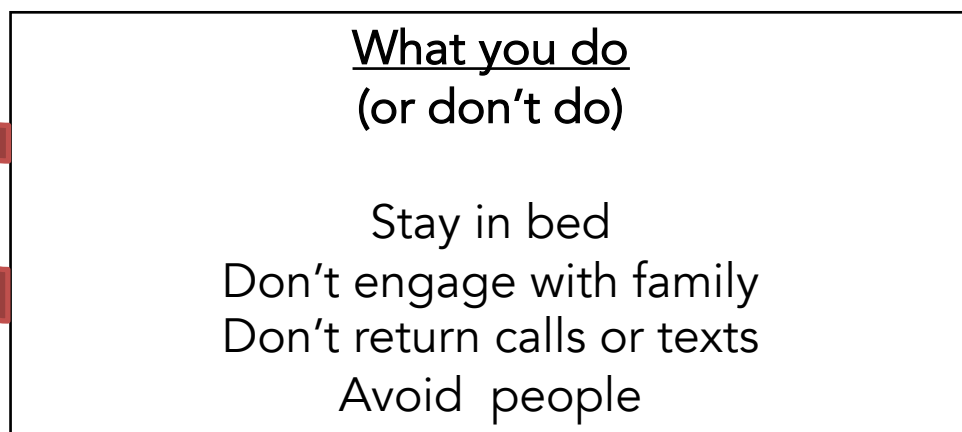 What you do
(or don’t do)
Stay in bed
Don’t engage with family
Don’t return calls or texts
Avoid  people